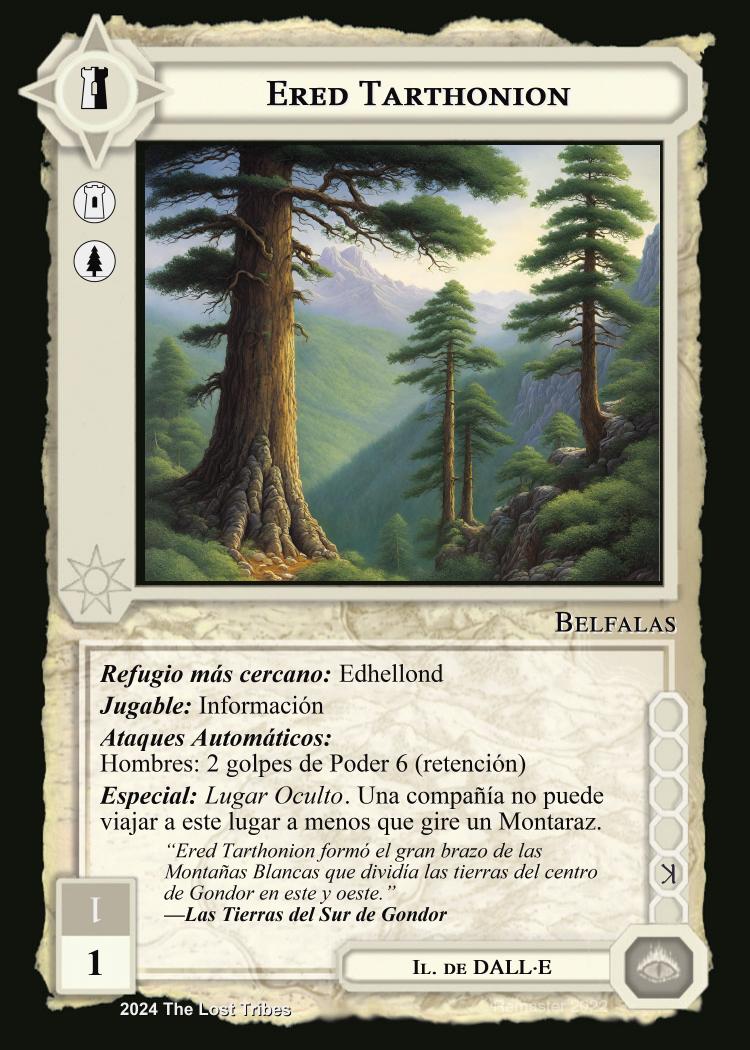 Ered Tarthonion
Belfalas
Refugio más cercano: Edhellond
Jugable: Información
Ataques Automáticos:
Hombres: 2 golpes de Poder 6 (retención)
Especial: Lugar Oculto. Una compañía no puede
viajar a este lugar a menos que gire un Montaraz.
“Ered Tarthonion formó el gran brazo de las
Montañas Blancas que dividía las tierras del centro
de Gondor en este y oeste.”
—Las Tierras del Sur de Gondor
K
1
1
Il. de DALL·E
2024 The Lost Tribes
Remaster 2022